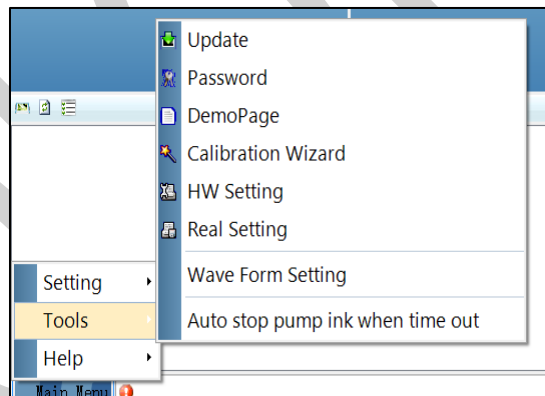 Update
Password
DemoPage
Calibration Wizard
HW Setting
Real Setting
Wave Form Setting
Auto stop pump ink when time out
Setting
Tools
Help
Main Menu